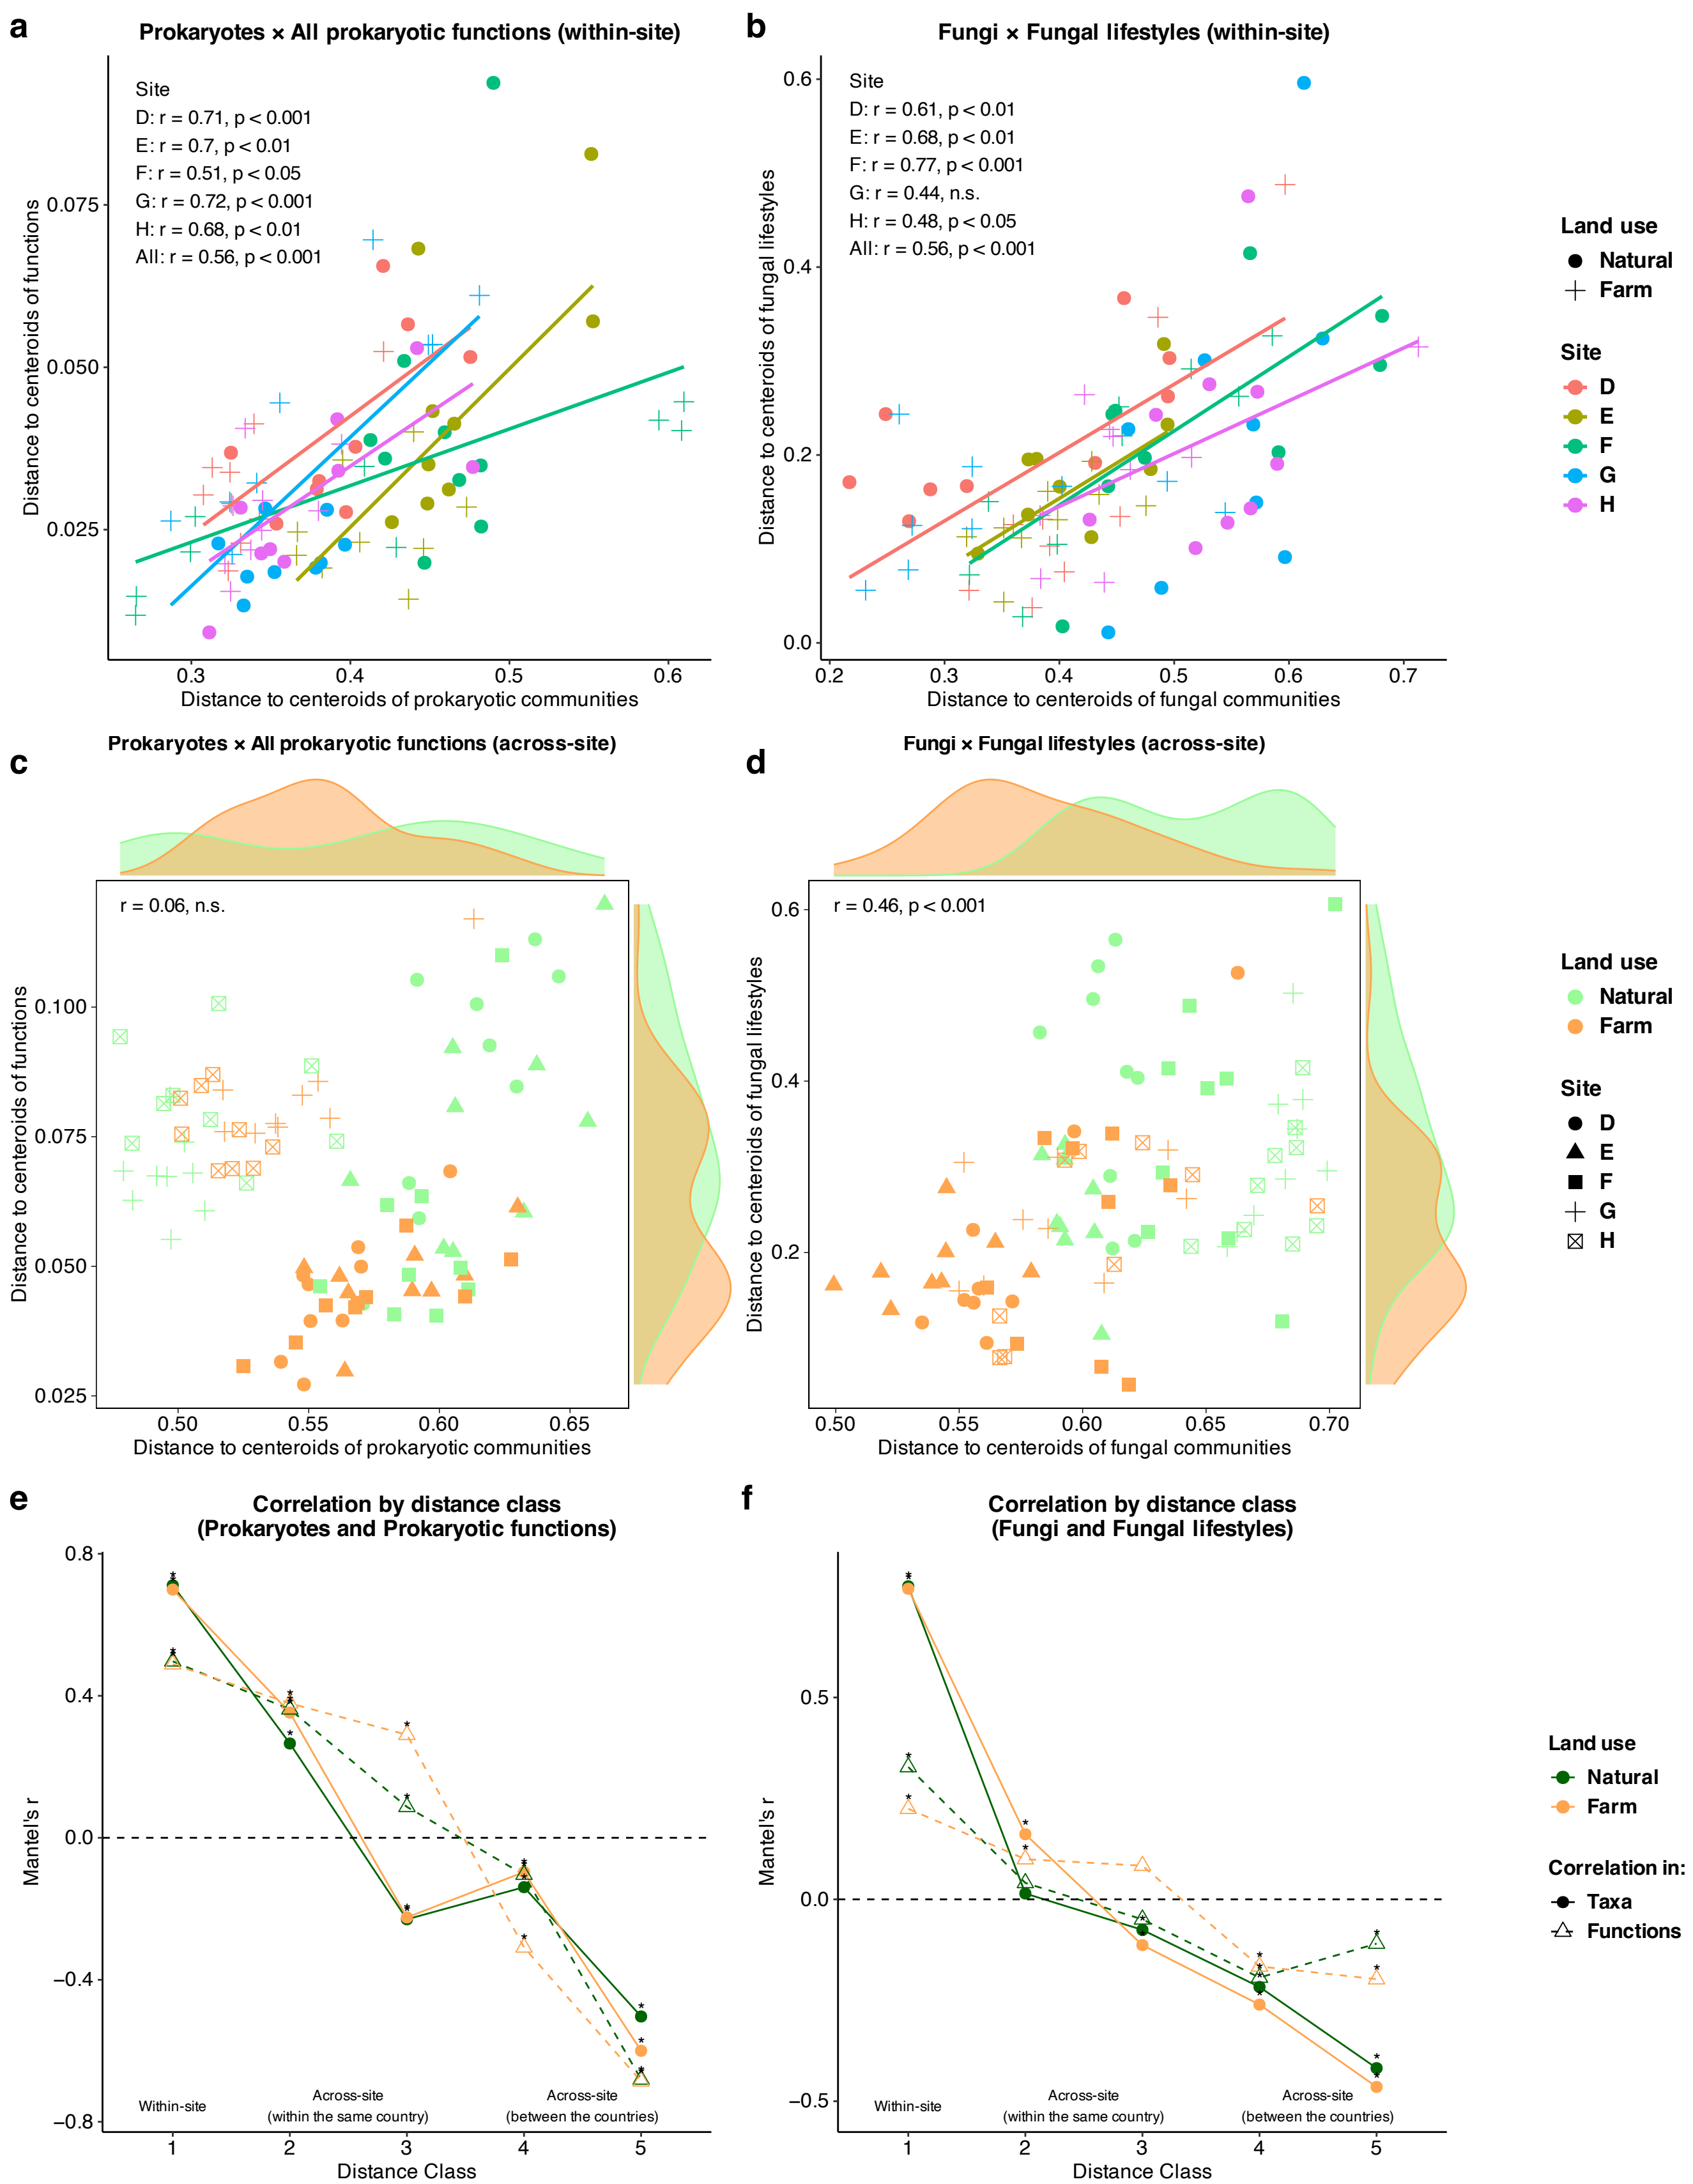 a
Prokaryotes × All prokaryotic functions (within-site)
Site
D: r = 0.71, p < 0.001
E: r = 0.7, p < 0.01
F: r = 0.51, p < 0.05
G: r = 0.72, p < 0.001
H: r = 0.68, p < 0.01
All: r = 0.56, p < 0.001
Distance to centeroids of functions
0.075
0.050
0.025
0.3 0.4 0.5 0.6
Distance to centeroids of prokaryotic communities
b
Fungi × Fungal lifestyles (within-site)
Site
D: r = 0.61, p < 0.01
E: r = 0.68, p < 0.01
F: r = 0.77, p < 0.001
G: r = 0.44, n.s.
H: r = 0.48, p < 0.05
All: r = 0.56, p < 0.001
Distance to centeroids of fungal lifestyles
0.6
0.4
0.2
0.0
0.2 0.3 0.4 0.5 0.6 0.7
Distance to centeroids of fungal communities
Land use
Natural
Farm
Site
D
E
F
G
H
c
Prokaryotes × All prokaryotic functions (across-site)
r = 0.06, n.s.
Distance to centeroids of functions
0.100
0.075
0.050
0.025
0.50 0.55 0.60 0.65
Distance to centeroids of prokaryotic communities
d
Fungi × Fungal lifestyles (across-site)
r = 0.46, p < 0.001
Distance to centeroids of fungal lifestyles
0.6
0.4
0.2
0.50 0.55 0.60 0.65 0.70
Distance to centeroids of fungal communities
Land use
Natural
Farm
Site
D
E
F
G
H
e
Correlation by distance class
(Prokaryotes and Prokaryotic functions)
Mantel's r
0.8
0.4
0.0
−0.4
−0.8
Within-site
Across-site
(within the same country)
Across-site
(between the countries)
1 2 3 4 5
Distance Class
f
Correlation by distance class
(Fungi and Fungal lifestyles)
Mantel's r
0.5
0.0
−0.5
Within-site
Across-site
(within the same country)
Across-site
(between the countries)
1 2 3 4 5
Distance Class
Land use
Natural
Farm
Correlation in:
Taxa
Functions